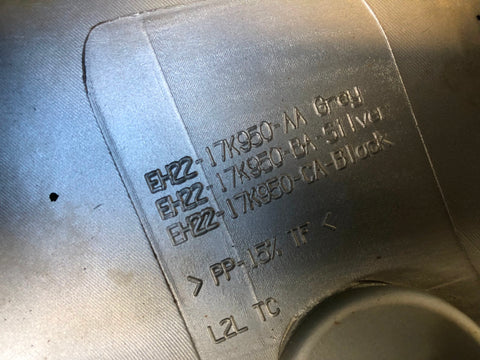 EH22-17K950-AA Grey
EH22-17K950-BA-Silver
EH22-17K950-CA-Black
> PP-15% TF <
L2L TC